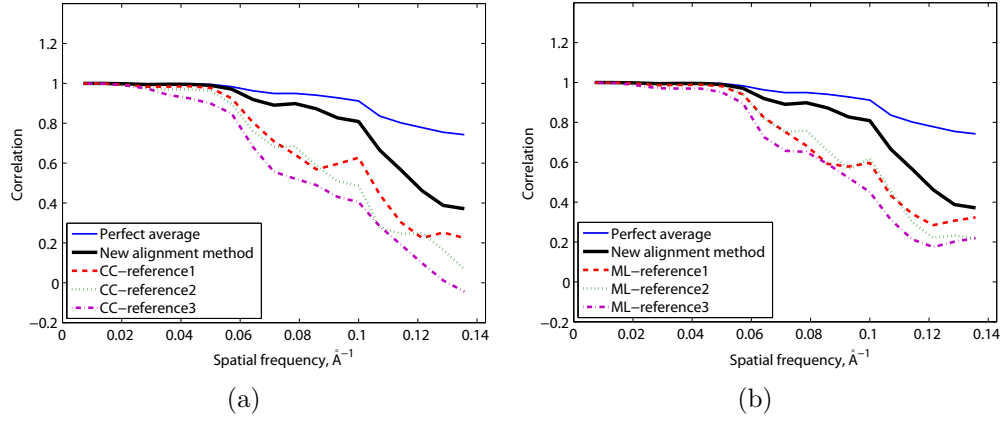 1.2
1
0.8
0.6
0.4
0.2
0
−0.2
Correlation
Perfect average
New alignment method
CC−reference1
CC−reference2
CC−reference3
0 0.02 0.04 0.06 0.08 0.1 0.12 0.14
Spatial frequency, Å⁻¹
(a)
1.2
1
0.8
0.6
0.4
0.2
0
−0.2
Correlation
Perfect average
New alignment method
ML−reference1
ML−reference2
ML−reference3
0 0.02 0.04 0.06 0.08 0.1 0.12 0.14
Spatial frequency, Å⁻¹
(b)